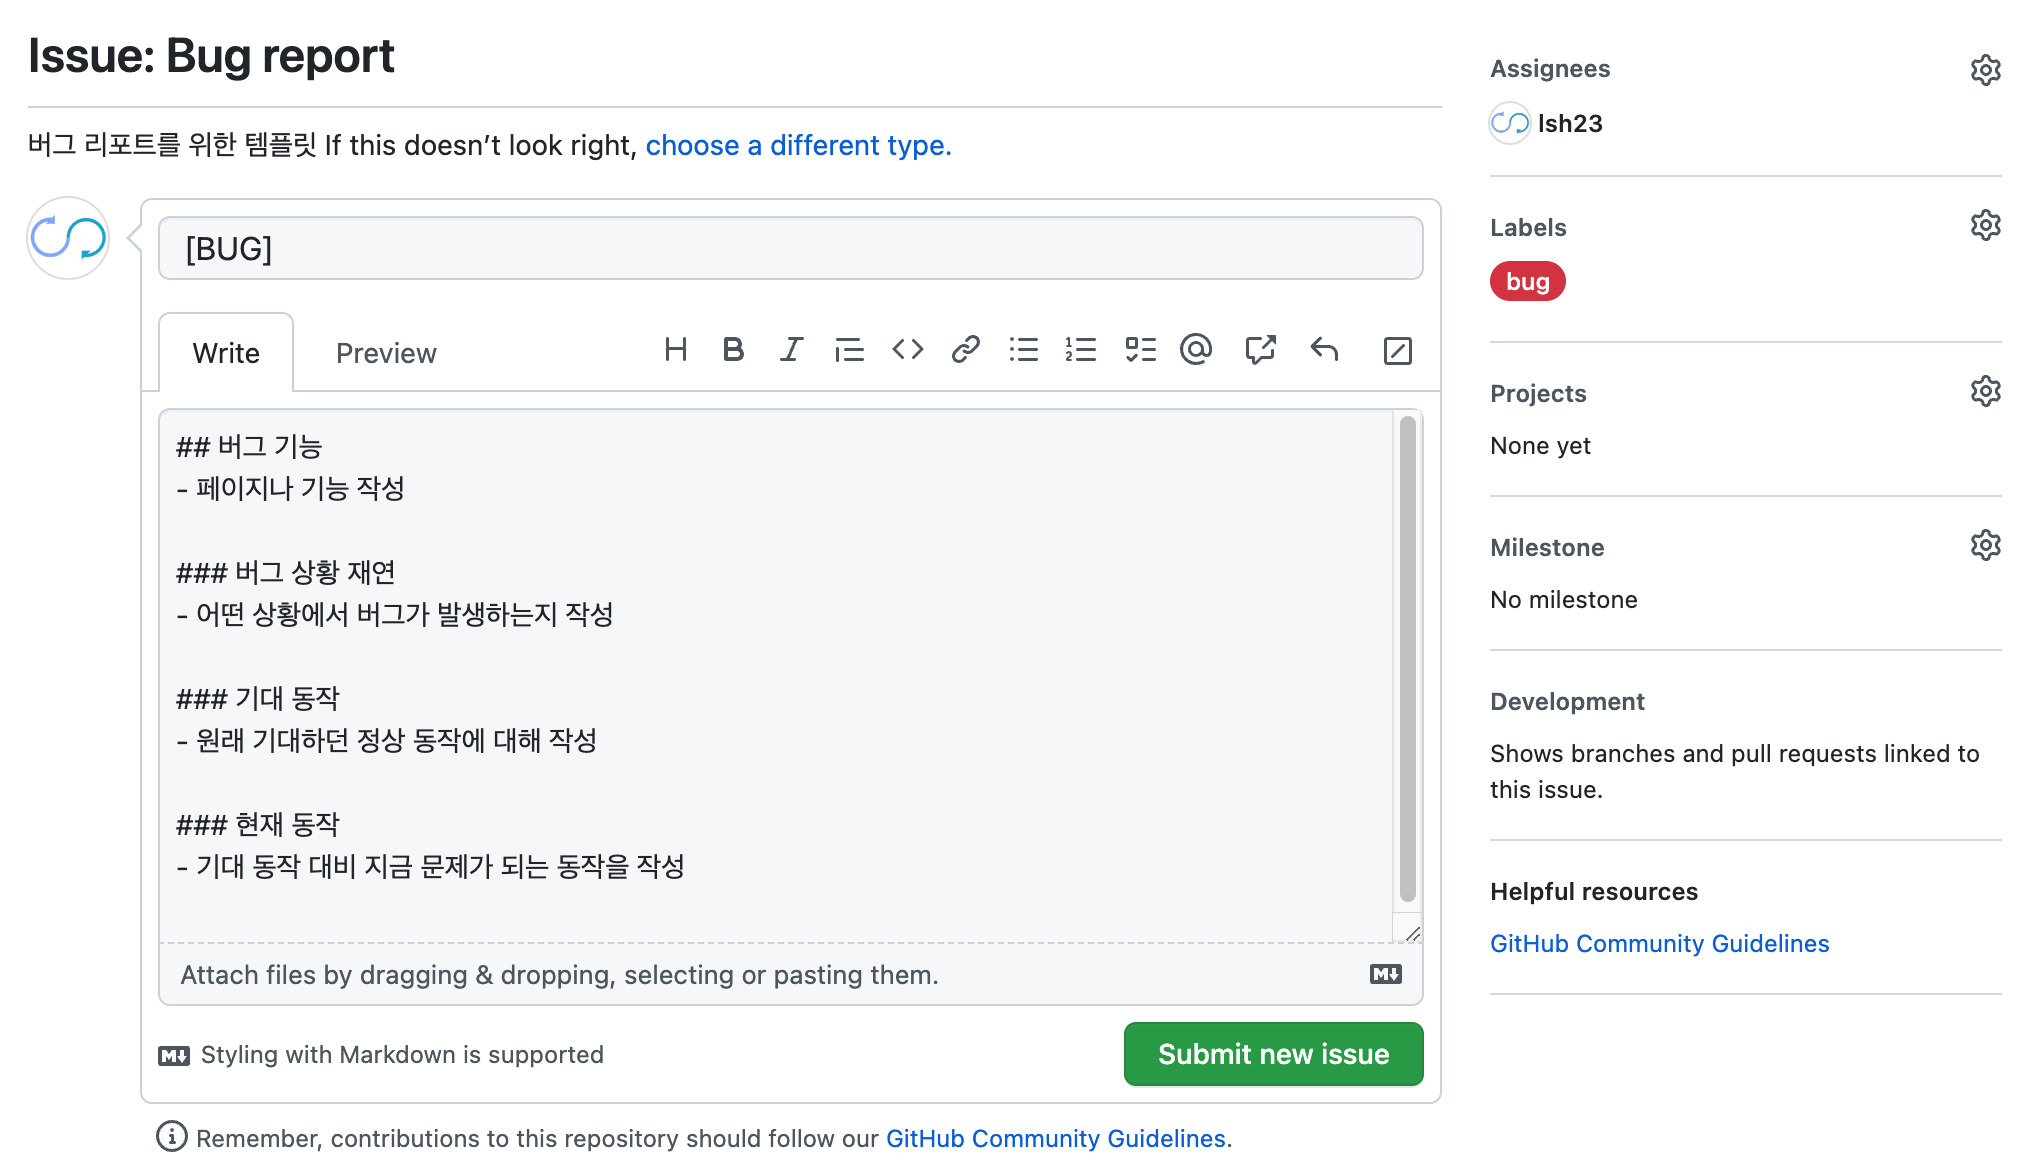 Issue: Bug report
버그 리포트를 위한 템플릿 If this doesn’t look right, choose a different type.
[BUG]
Write Preview
## 버그 기능
- 페이지나 기능 작성
### 버그 상황 재연
- 어떤 상황에서 버그가 발생하는지 작성
### 기대 동작
- 원래 기대하던 정상 동작에 대해 작성
### 현재 동작
- 기대 동작 대비 지금 문제가 되는 동작을 작성
Attach files by dragging & dropping, selecting or pasting them.
Styling with Markdown is supported
Submit new issue
Remember, contributions to this repository should follow our GitHub Community Guidelines.
Assignees
lsh23
Labels
bug
Projects
None yet
Milestone
No milestone
Development
Shows branches and pull requests linked to
this issue.
Helpful resources
GitHub Community Guidelines